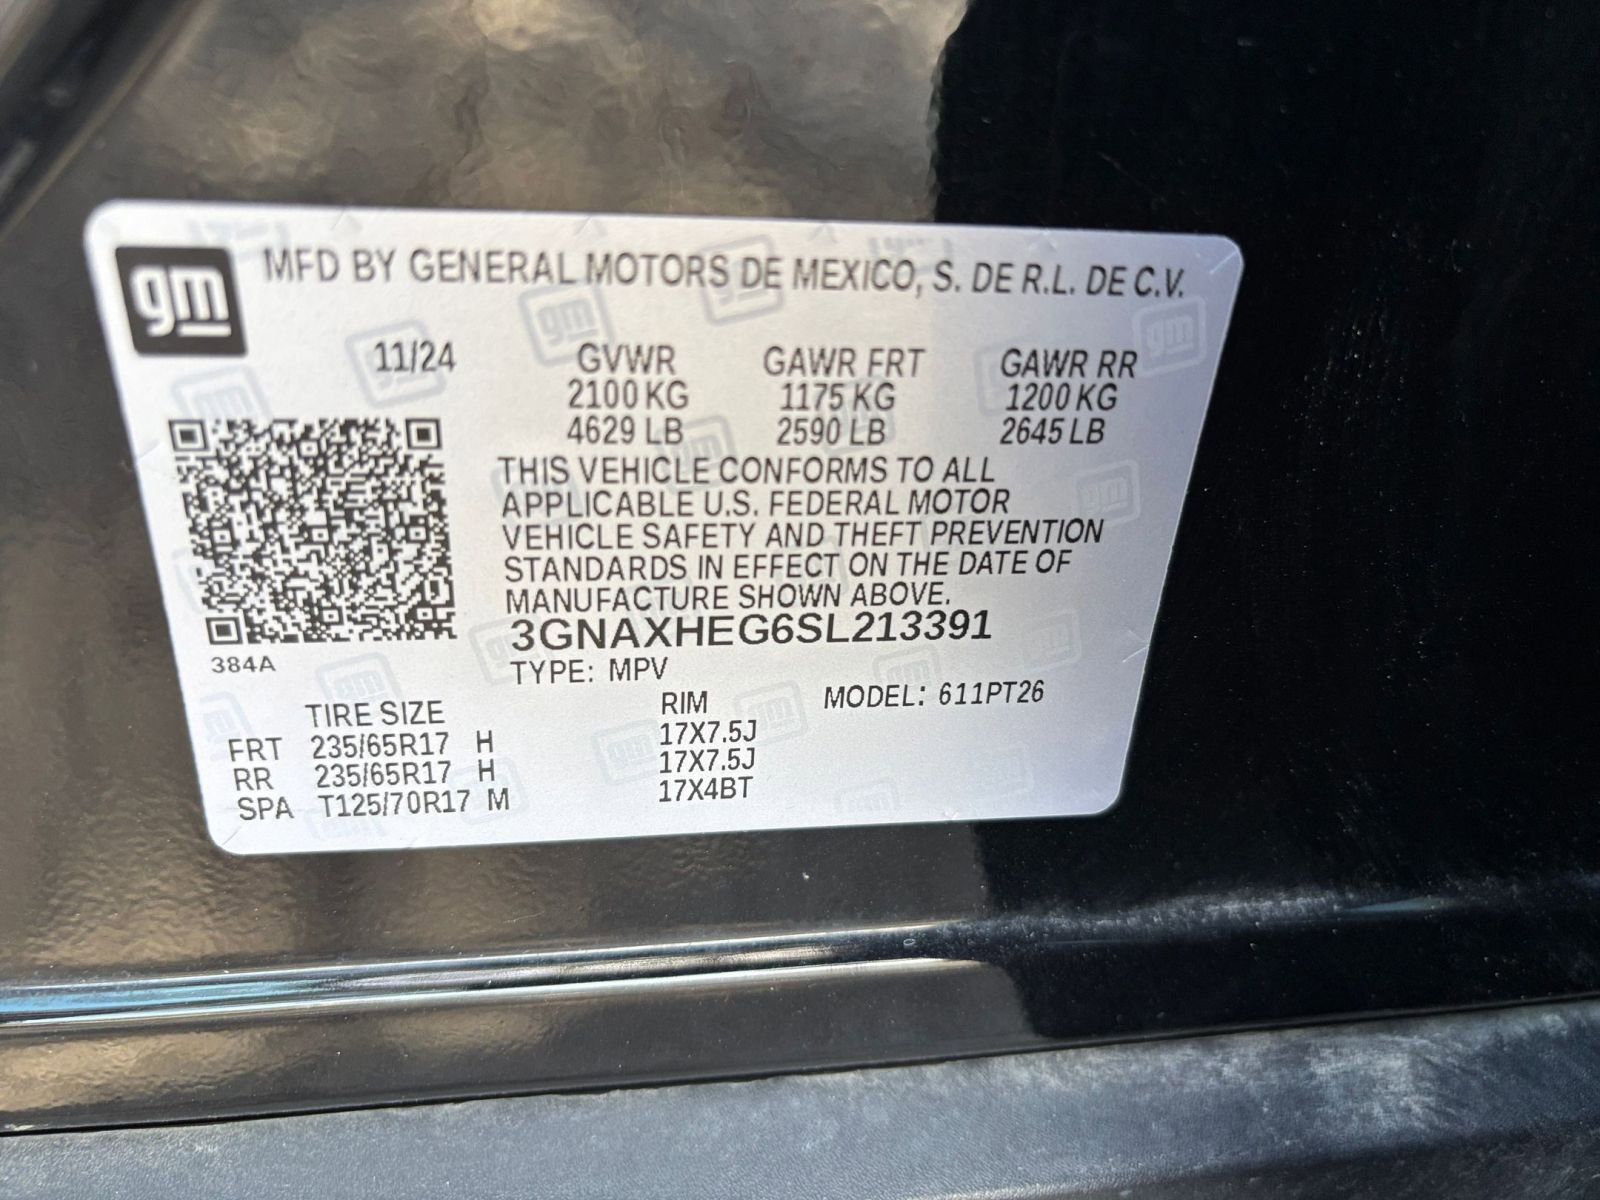 gm MFD BY GENERAL MOTORS DE MEXICO, S. DE R.L. DE C.V.
11/24 GVWR GAWR FRT GAWR RR
2100 KG 1175 KG 1200 KG
4629 LB 2590 LB 2645 LB
THIS VEHICLE CONFORMS TO ALL
APPLICABLE U.S. FEDERAL MOTOR
VEHICLE SAFETY AND THEFT PREVENTION
STANDARDS IN EFFECT ON THE DATE OF
MANUFACTURE SHOWN ABOVE.
3GNAXHEG6SL213391
384A TYPE: MPV
TIRE SIZE RIM MODEL: 611PT26
FRT 235/65R17 H 17X7.5J
RR 235/65R17 H 17X7.5J
SPA T125/70R17 M 17X4BT